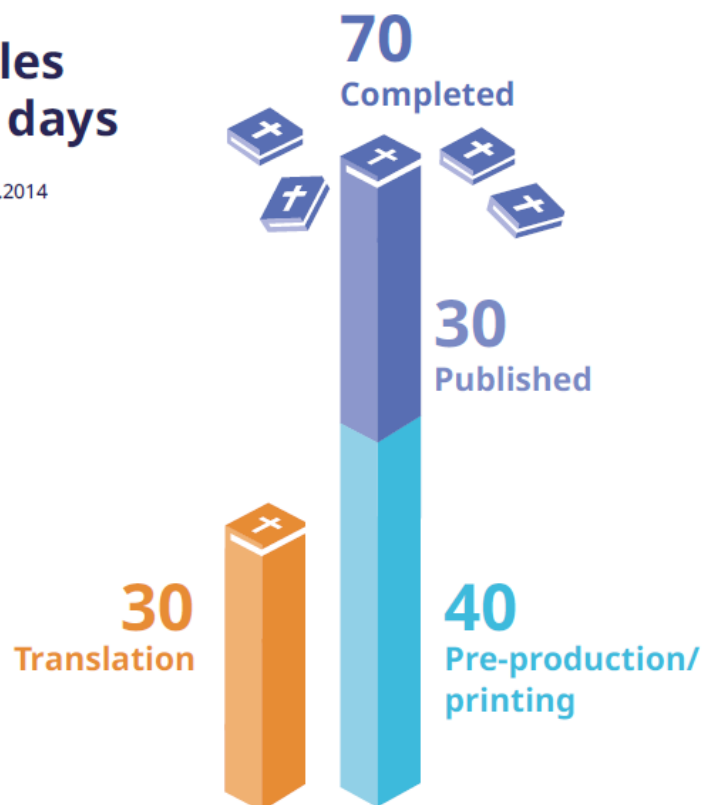 les
days
.2014
70
Completed
30
Published
30
Translation
40
Pre-production/
printing